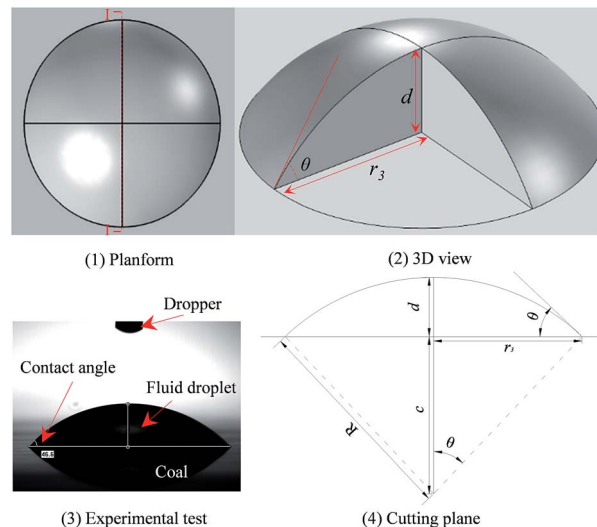 I
I
(1) Planform
d
θ
r₃
(2) 3D view
Dropper
Contact angle
Fluid droplet
46.6
Coal
(3) Experimental test
d
θ
r₃
c
R
θ
(4) Cutting plane